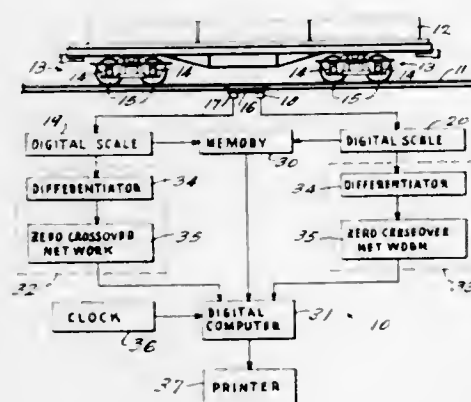 12
11
13
14
14
13
14
15
17
16
18
15
19
20
DIGITAL SCALE
MEMORY
DIGITAL SCALE
30
34
34
DIFFERENTIATOR
DIFFERENTIATOR
35
35
ZERO CROSSOVER
NETWORK
ZERO CROSSOVER
NETWORK
32
33
CLOCK
DIGITAL
COMPUTER
31
10
36
37
PRINTER